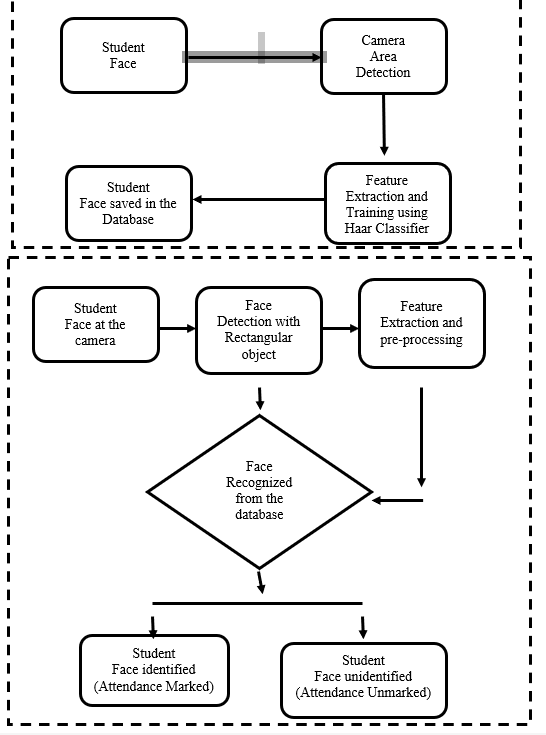 Student
Face
Camera
Area
Detection
Student
Face saved in the
Database
Feature
Extraction and
Training using
Haar Classifier
Student
Face at the
camera
Face
Detection with
Rectangular
object
Feature
Extraction and
pre-processing
Face
Recognized
from the
database
Student
Face identified
(Attendance Marked)
Student
Face unidentified
(Attendance Unmarked)